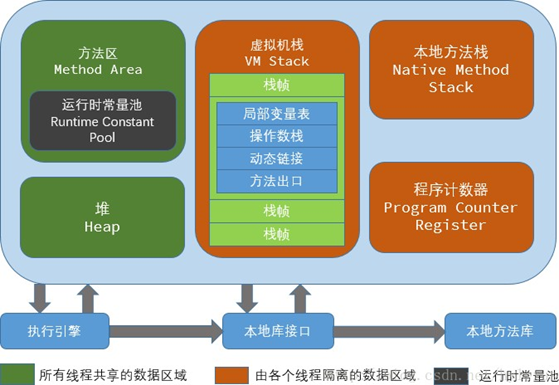 方法区
Method Area
运行时常量池
Runtime Constant
Pool
堆
Heap
虚拟机栈
VM Stack
栈帧
局部变量表
操作数栈
动态链接
方法出口
栈帧
栈帧
本地方法栈
Native Method
Stack
程序计数器
Program Counter
Register
执行引擎
本地库接口
本地方法库
所有线程共享的数据区域
由各个线程隔离的数据区域
运行时常量池